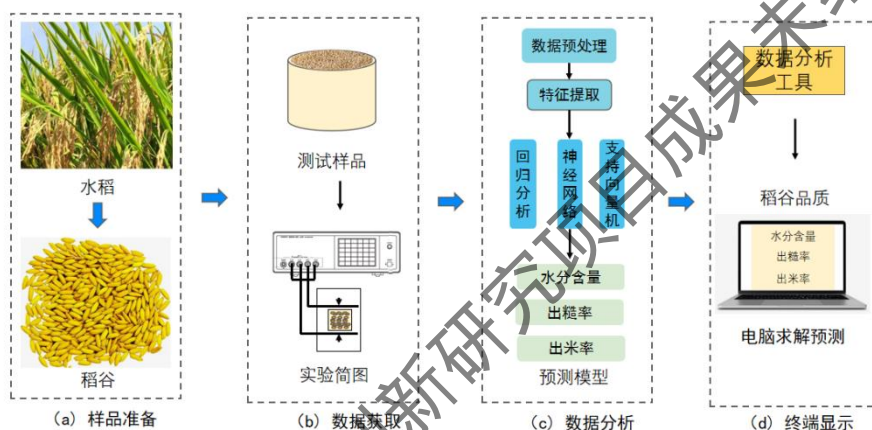 水稻
稻谷
(a) 样品准备
测试样品
实验简图
(b) 数据获取
数据预处理
特征提取
回归分析
神经网络
支持向量机
水分含量
出糙率
出米率
预测模型
(c) 数据分析
数据分析
工具
稻谷品质
水分含量
出糙率
出米率
电脑求解预测
(d) 终端显示
新研究项目成果未